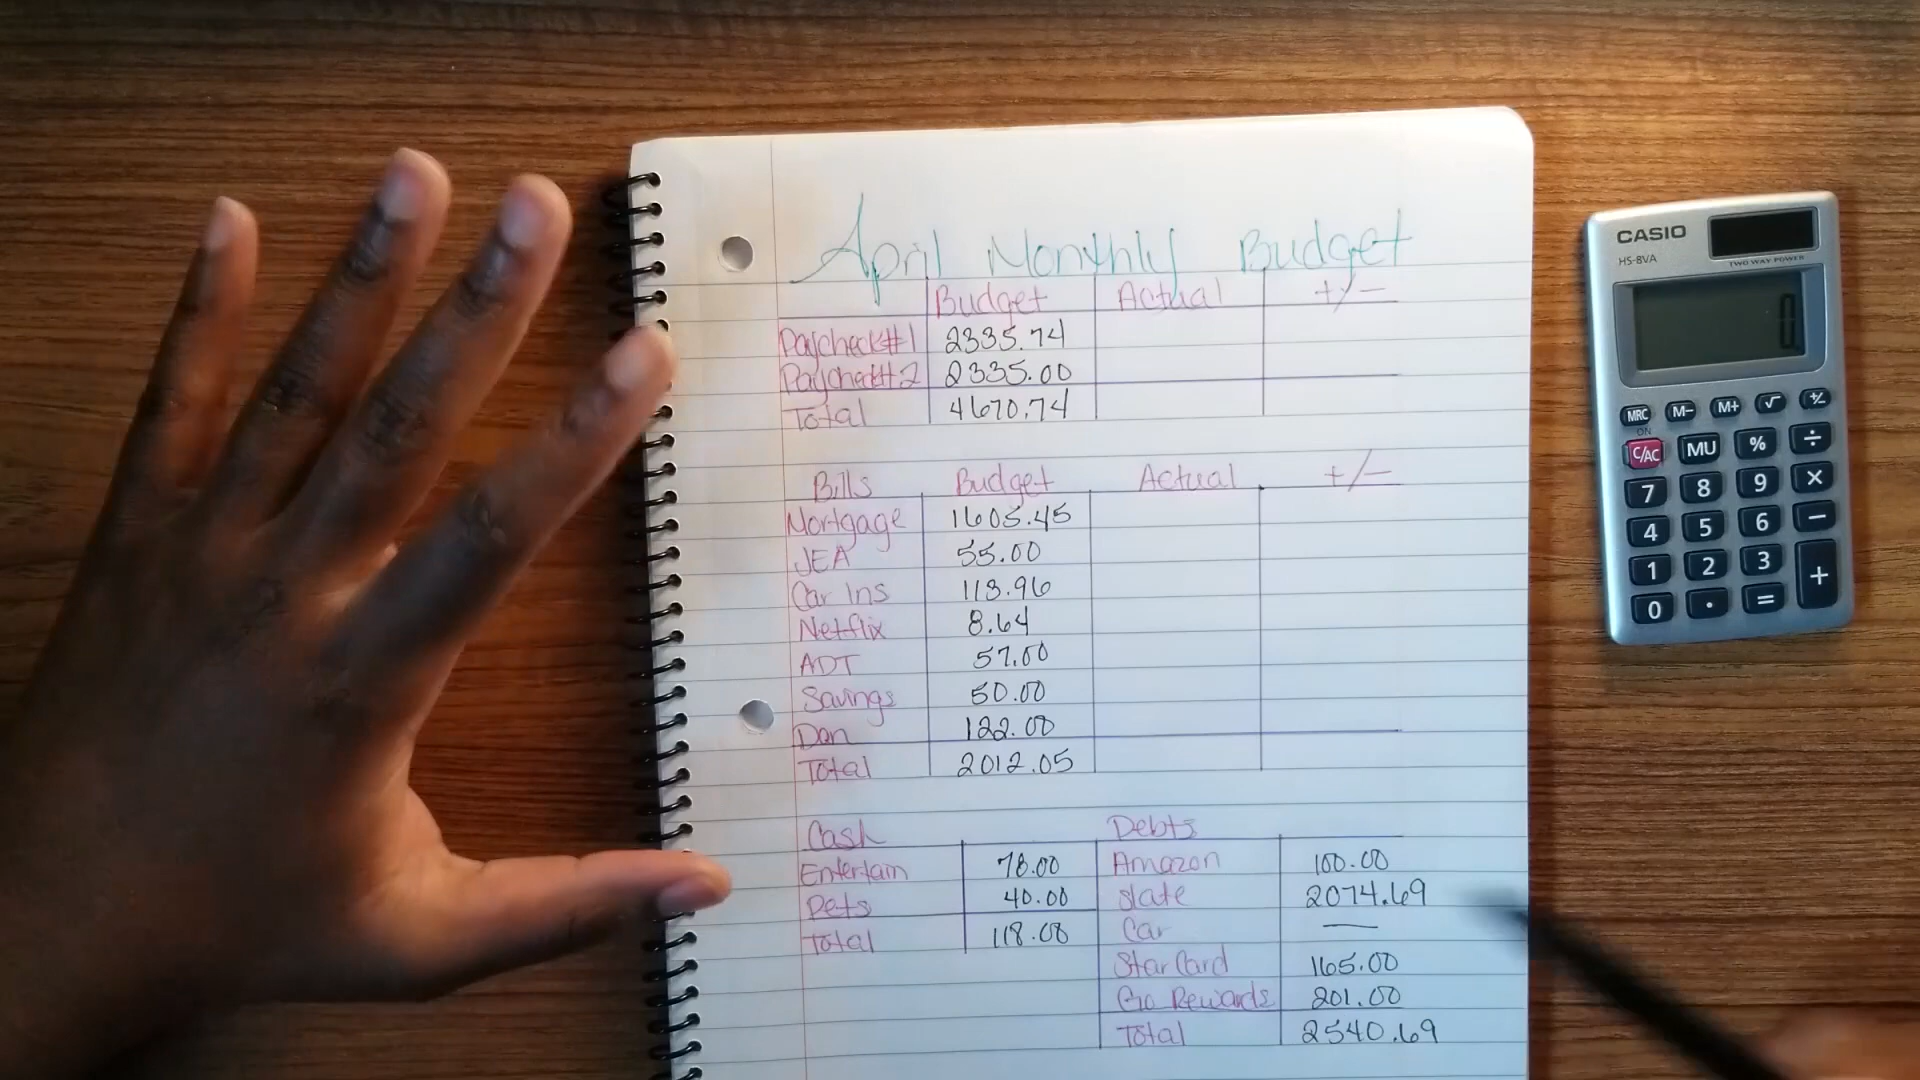 April Monthly Budget
Budget Actual +/-
Paycheck#1 2335.74
Paycheck#2 2335.00
Total 4670.74
Bills Budget Actual +/-
Mortgage 1605.45
JEA 55.00
Car Ins 113.96
Netflix 8.64
ADT 57.00
Savings 50.00
Dan 122.00
Total 2012.05
Cash
Entertain 78.00
Pets 40.00
Total 118.00
Debts
Amazon 100.00
Slate 2074.69
Car —
Star Card 165.00
Go Rewards 201.00
Total 2540.69
CASIO
HS-8VA
TWO WAY POWER
0.
MRC M- M+ √ +/-
ON
C/AC MU % ÷
7 8 9 ×
4 5 6 −
1 2 3 +
0 · =